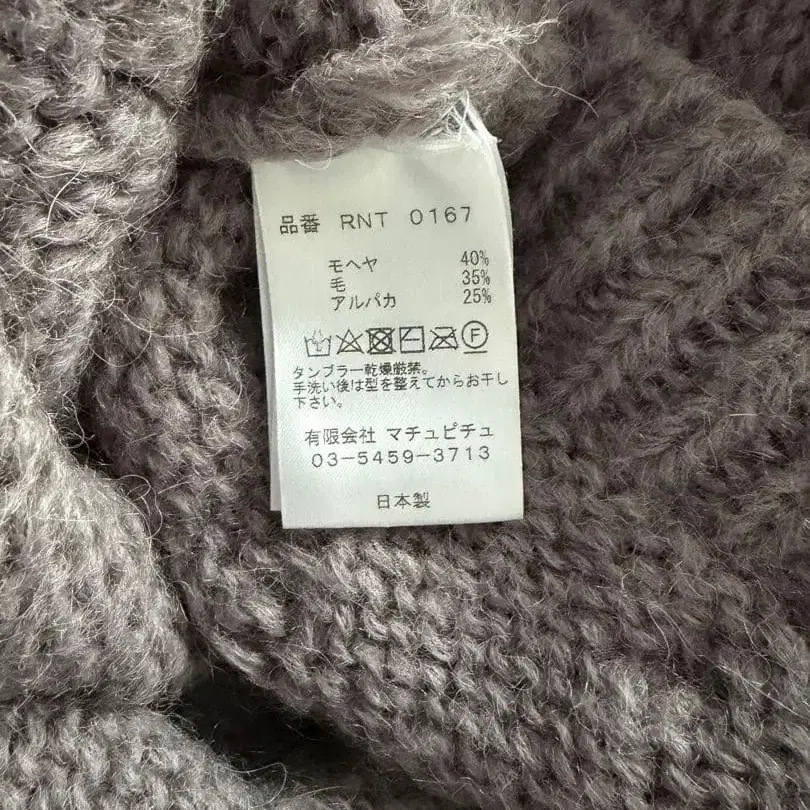 品番 RNT 0167
モヘヤ 40%
毛 35%
アルパカ 25%
F
タンブラー乾燥厳禁。
手洗い後は型を整えてからお干し
下さい。
有限会社 マチュピチュ
03-5459-3713
日本製